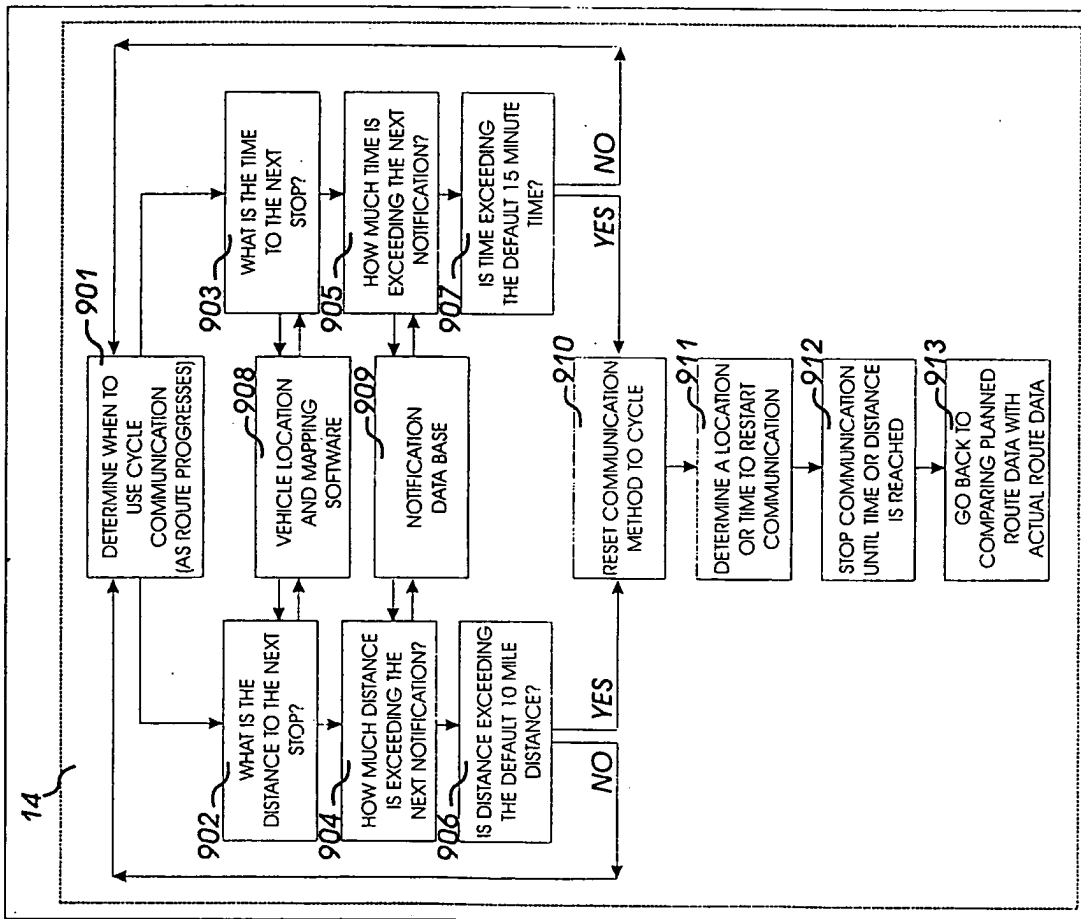 14
901
DETERMINE WHEN TO
USE CYCLE
COMMUNICATION
(AS ROUTE PROGRESSES)
902
WHAT IS THE
DISTANCE TO THE NEXT
STOP?
908
VEHICLE LOCATION
AND MAPPING
SOFTWARE
903
WHAT IS THE TIME
TO THE NEXT
STOP?
904
HOW MUCH DISTANCE
IS EXCEEDING THE
NEXT NOTIFICATION?
909
NOTIFICATION
DATA BASE
905
HOW MUCH TIME IS
EXCEEDING THE NEXT
NOTIFICATION?
906
IS DISTANCE EXCEEDING
THE DEFAULT 10 MILE
DISTANCE?
907
IS TIME EXCEEDING
THE DEFAULT 15 MINUTE
TIME?
NO
YES
YES
NO
910
RESET COMMUNICATION
METHOD TO CYCLE
911
DETERMINE A LOCATION
OR TIME TO RESTART
COMMUNICATION
912
STOP COMMUNICATION
UNTIL TIME OR DISTANCE
IS REACHED
913
GO BACK TO
COMPARING PLANNED
ROUTE DATA WITH
ACTUAL ROUTE DATA